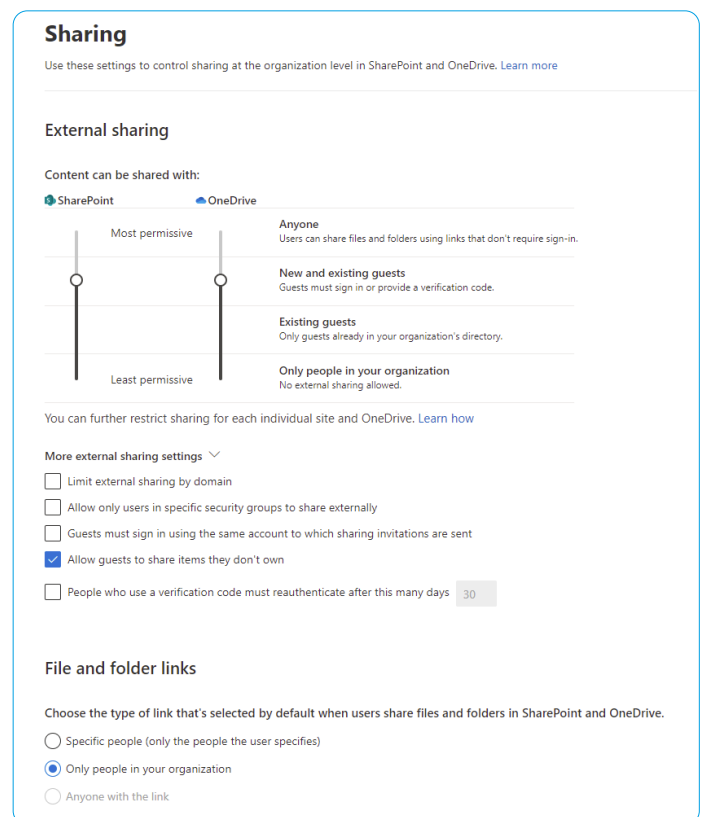 Sharing
Use these settings to control sharing at the organization level in SharePoint and OneDrive. Learn more
External sharing
Content can be shared with:
SharePoint
OneDrive
Most permissive
Anyone
Users can share files and folders using links that don't require sign-in.
New and existing guests
Guests must sign in or provide a verification code.
Existing guests
Only guests already in your organization's directory.
Least permissive
Only people in your organization
No external sharing allowed.
You can further restrict sharing for each individual site and OneDrive. Learn how
More external sharing settings
Limit external sharing by domain
Allow only users in specific security groups to share externally
Guests must sign in using the same account to which sharing invitations are sent
Allow guests to share items they don't own
People who use a verification code must reauthenticate after this many days 30
File and folder links
Choose the type of link that's selected by default when users share files and folders in SharePoint and OneDrive.
Specific people (only the people the user specifies)
Only people in your organization
Anyone with the link